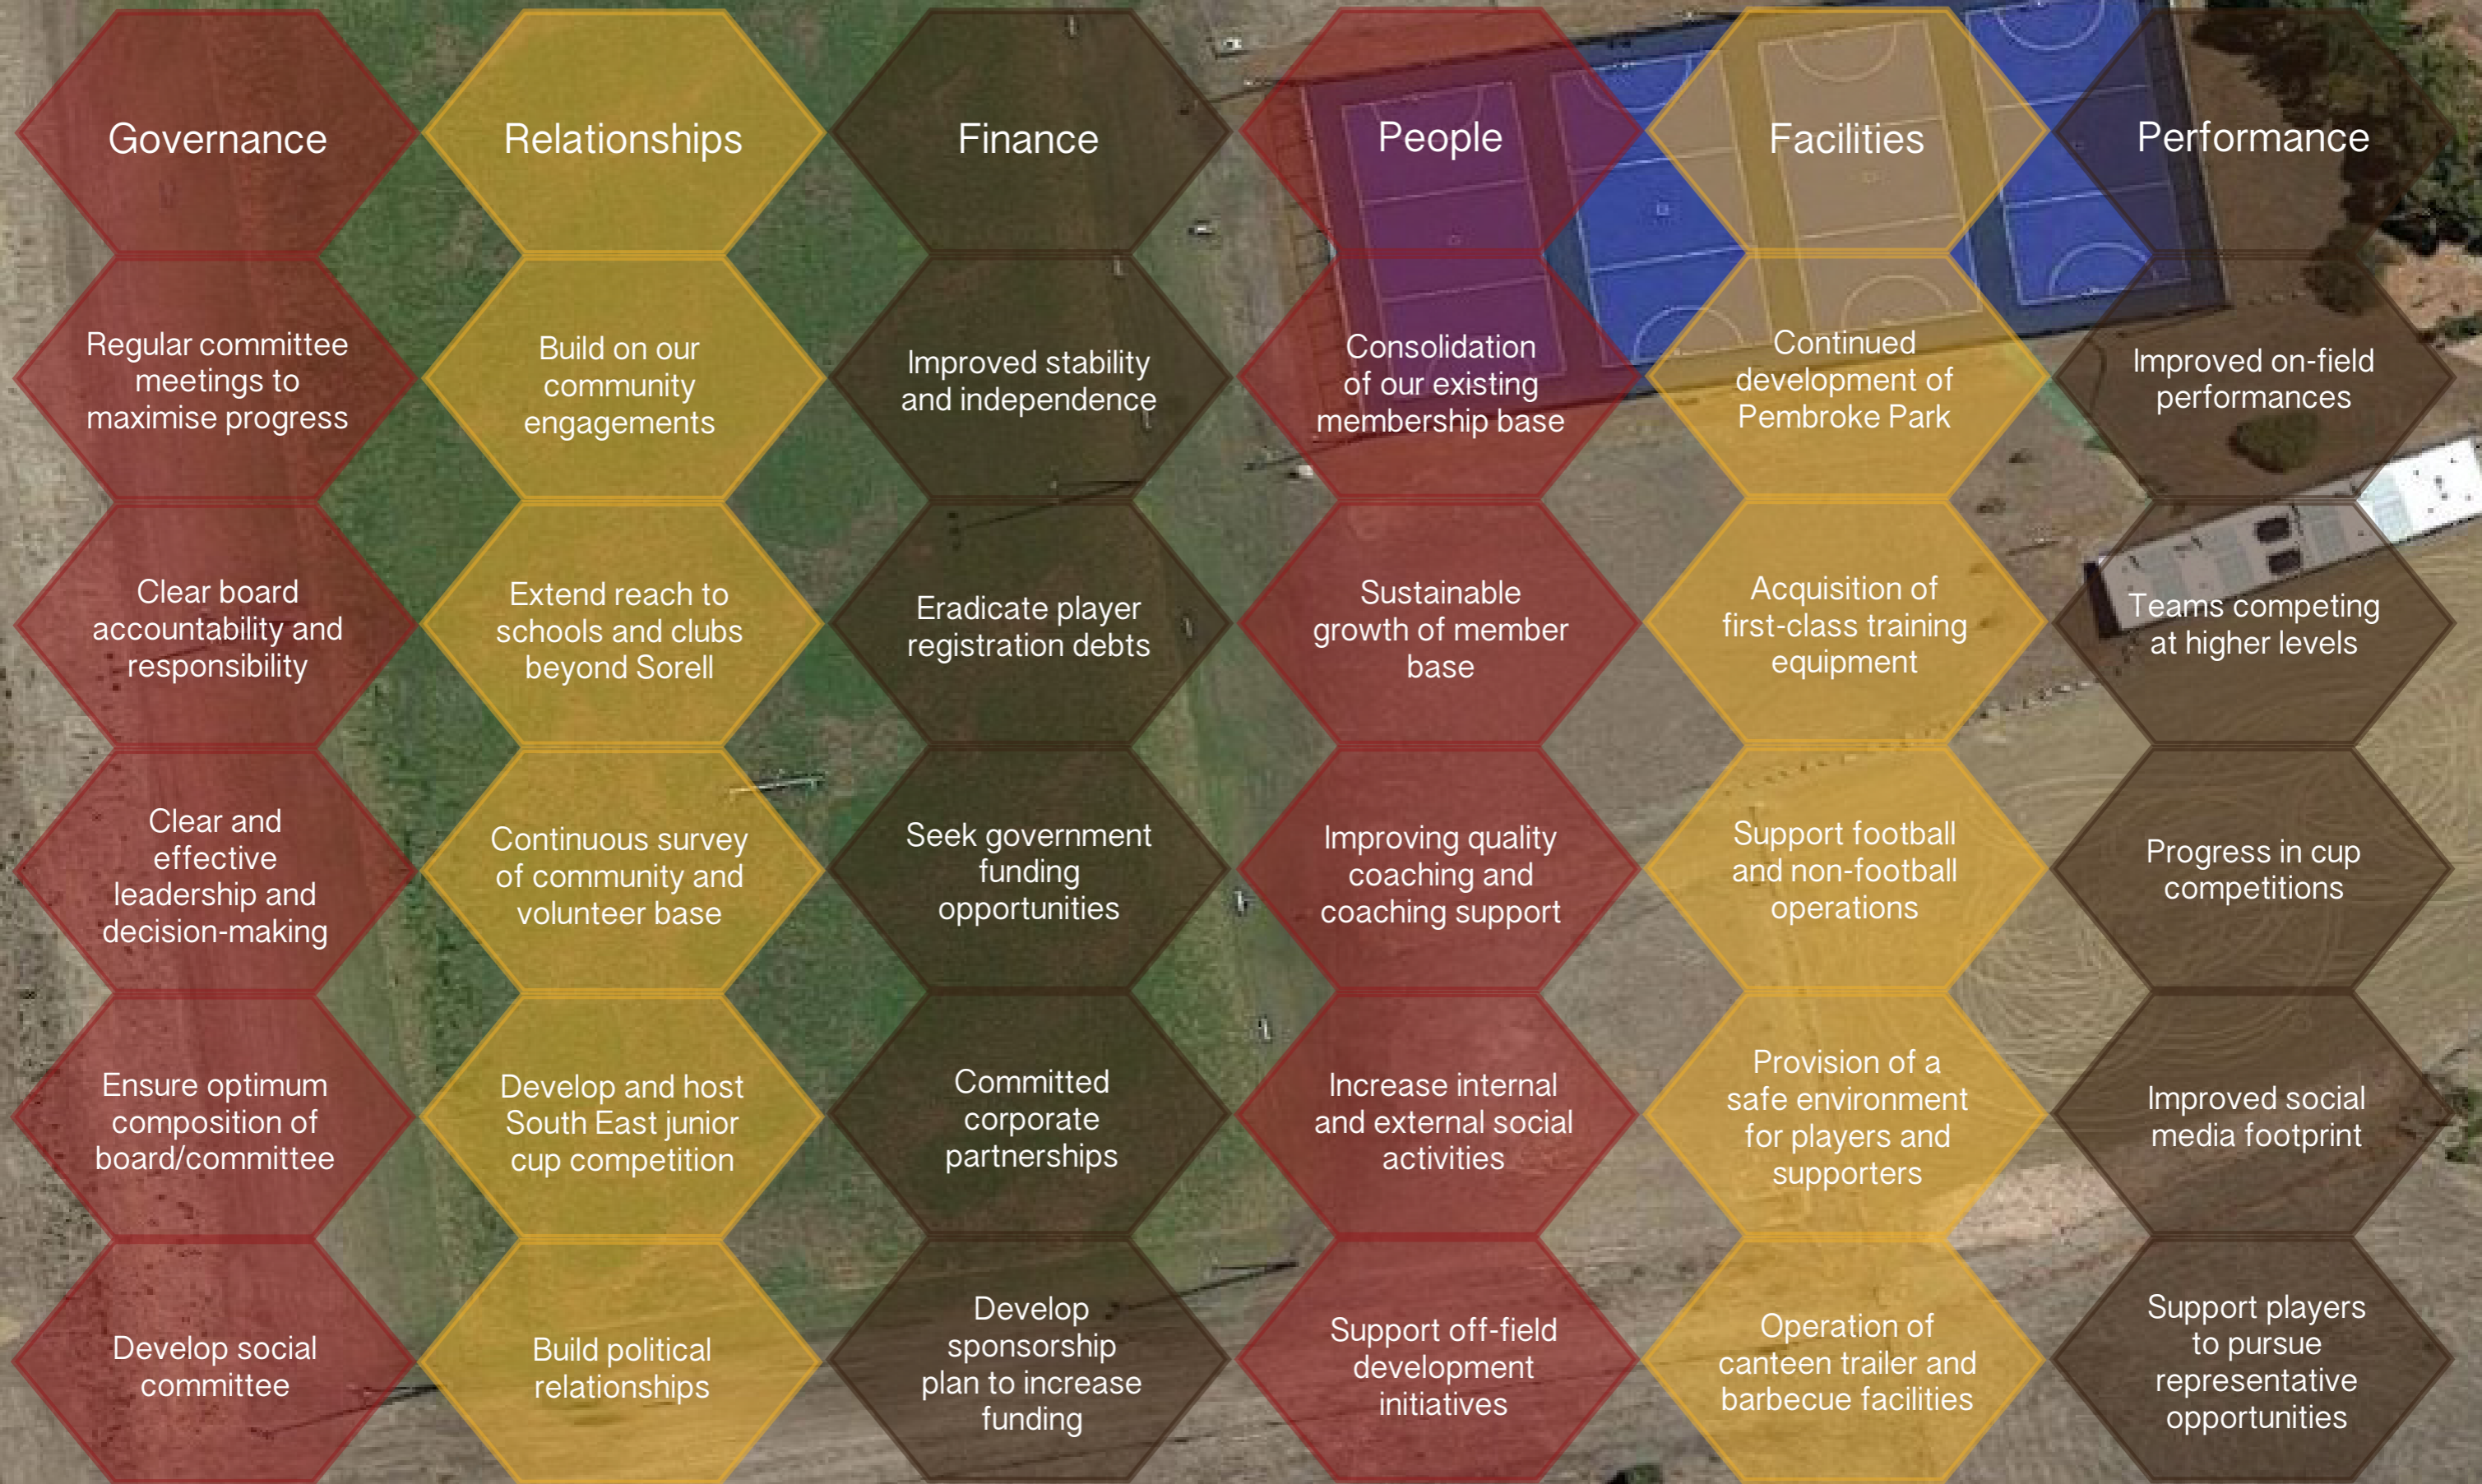 Governance
Relationships
Finance
People
Facilities
Performance
Regular committee
meetings to
maximise progress
Build on our
community
engagements
Improved stability
and independence
Consolidation
of our existing
membership base
Continued
development of
Pembroke Park
Improved on-field
performances
Clear board
accountability and
responsibility
Extend reach to
schools and clubs
beyond Sorell
Eradicate player
registration debts
Sustainable
growth of member
base
Acquisition of
first-class training
equipment
Teams competing
at higher levels
Clear and
effective
leadership and
decision-making
Continuous survey
of community and
volunteer base
Seek government
funding
opportunities
Improving quality
coaching and
coaching support
Support football
and non-football
operations
Progress in cup
competitions
Ensure optimum
composition of
board/committee
Develop and host
South East junior
cup competition
Committed
corporate
partnerships
Increase internal
and external social
activities
Provision of a
safe environment
for players and
supporters
Improved social
media footprint
Develop social
committee
Build political
relationships
Develop
sponsorship
plan to increase
funding
Support off-field
development
initiatives
Operation of
canteen trailer and
barbecue facilities
Support players
to pursue
representative
opportunities